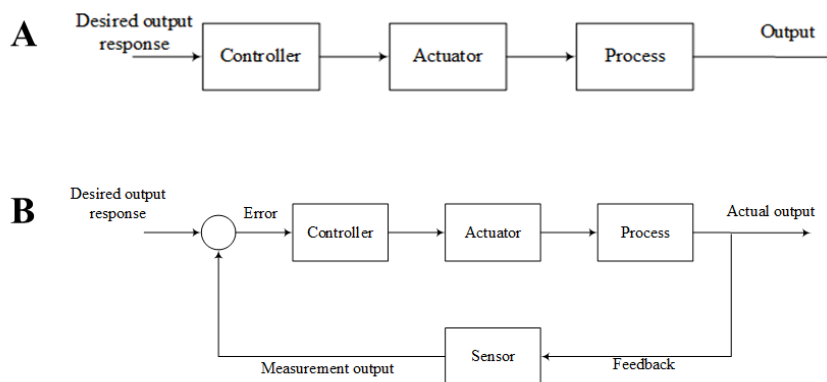 A
Desired output
response
Controller
Actuator
Process
Output
B
Desired output
response
Error
Controller
Actuator
Process
Actual output
Measurement output
Sensor
Feedback